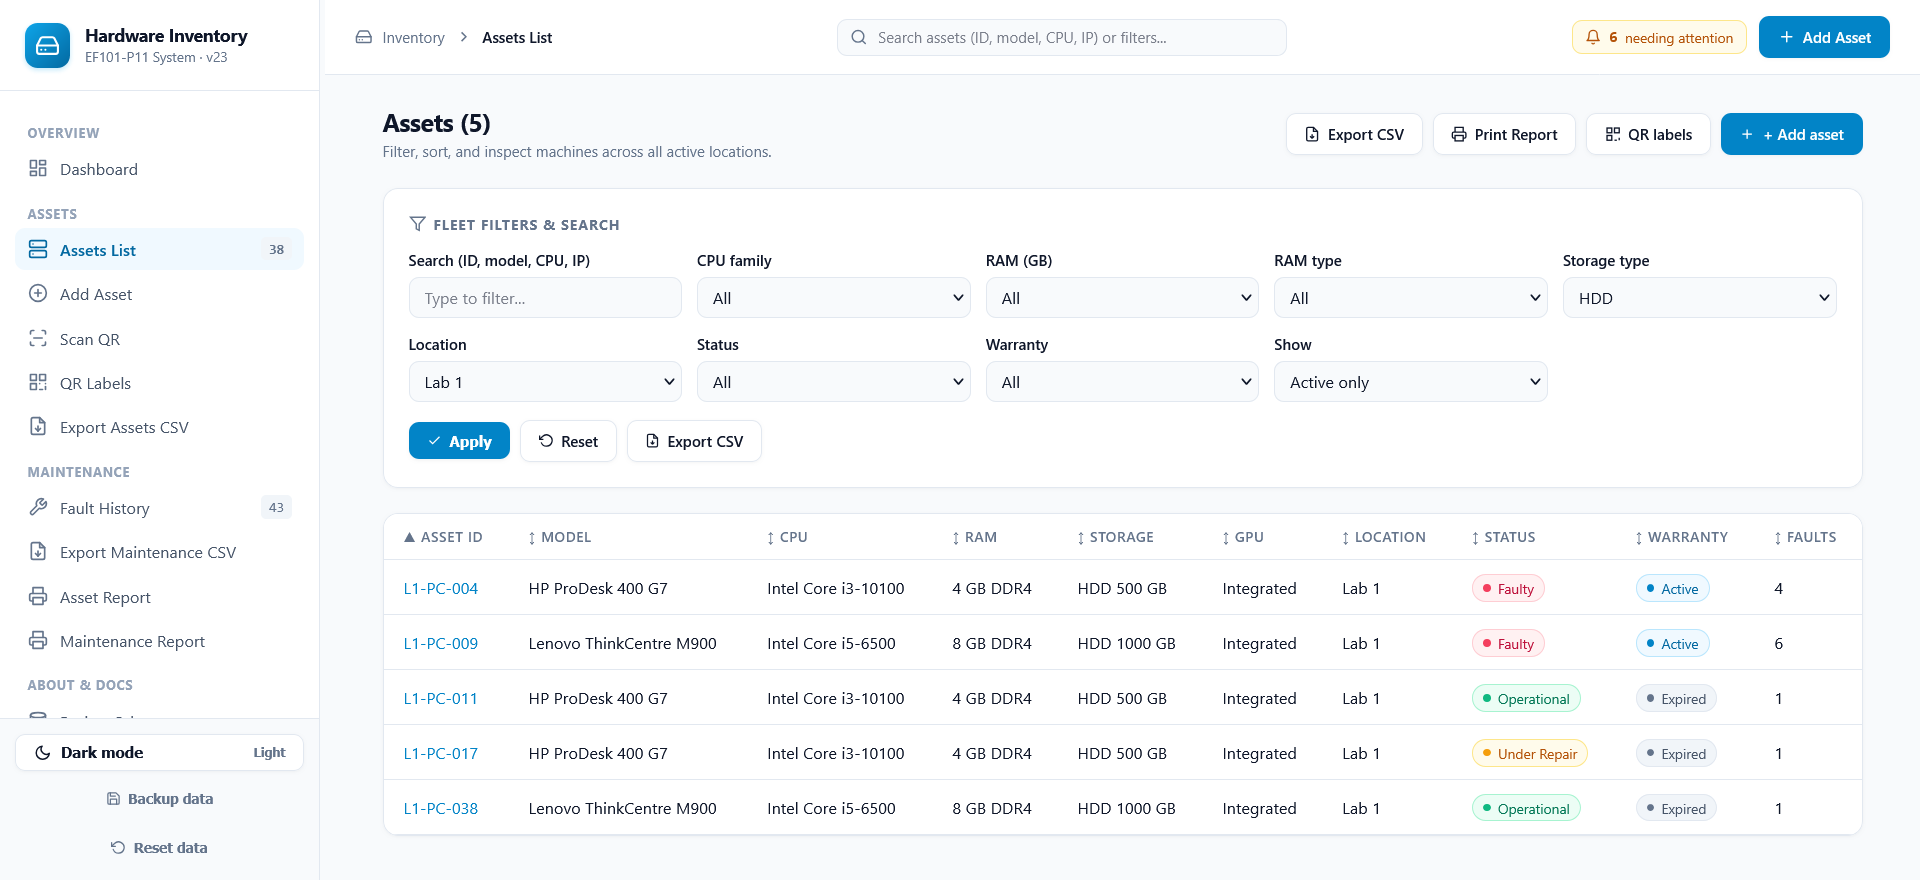 Hardware Inventory
EF101-P11 System · v23
OVERVIEW
Dashboard
ASSETS
Assets List 38
Add Asset
Scan QR
QR Labels
Export Assets CSV
MAINTENANCE
Fault History 43
Export Maintenance CSV
Asset Report
Maintenance Report
ABOUT & DOCS
Dark mode Light
Backup data
Reset data
Inventory > Assets List
Search assets (ID, model, CPU, IP) or filters...
6 needing attention
+ Add Asset
Assets (5)
Filter, sort, and inspect machines across all active locations.
Export CSV
Print Report
QR labels
+ + Add asset
FLEET FILTERS & SEARCH
Search (ID, model, CPU, IP) CPU family RAM (GB) RAM type Storage type
Type to filter... All All All HDD
Location Status Warranty Show
Lab 1 All All Active only
Apply Reset Export CSV
▲ ASSET ID ↕ MODEL ↕ CPU ↕ RAM ↕ STORAGE ↕ GPU ↕ LOCATION ↕ STATUS ↕ WARRANTY ↕ FAULTS
L1-PC-004 HP ProDesk 400 G7 Intel Core i3-10100 4 GB DDR4 HDD 500 GB Integrated Lab 1 Faulty Active 4
L1-PC-009 Lenovo ThinkCentre M900 Intel Core i5-6500 8 GB DDR4 HDD 1000 GB Integrated Lab 1 Faulty Active 6
L1-PC-011 HP ProDesk 400 G7 Intel Core i3-10100 4 GB DDR4 HDD 500 GB Integrated Lab 1 Operational Expired 1
L1-PC-017 HP ProDesk 400 G7 Intel Core i3-10100 4 GB DDR4 HDD 500 GB Integrated Lab 1 Under Repair Expired 1
L1-PC-038 Lenovo ThinkCentre M900 Intel Core i5-6500 8 GB DDR4 HDD 1000 GB Integrated Lab 1 Operational Expired 1